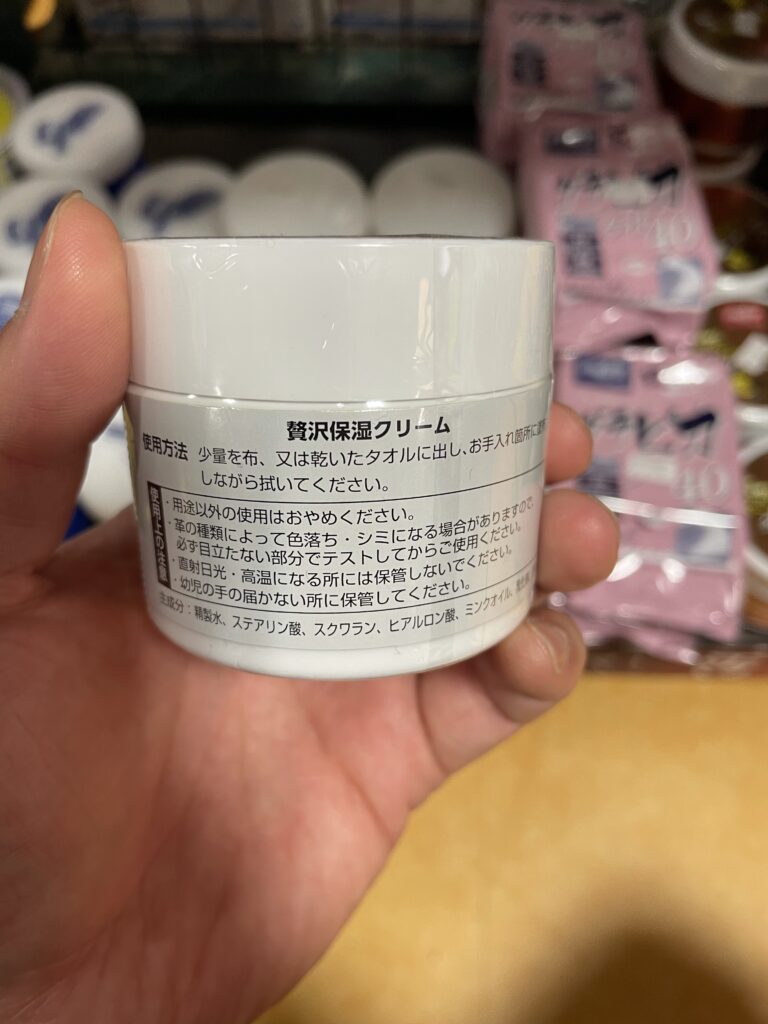 贅沢保湿クリーム
使用方法 少量を布、又は乾いたタオルに出し、お手入れ箇所に
しながら拭いてください。
使用上の注意
・用途以外の使用はおやめください。
・革の種類によって色落ち・シミになる場合がありますので、
必ず目立たない部分でテストしてからご使用ください。
・直射日光・高温になる所には保管しないでください。
・幼児の手の届かない所に保管してください。
主成分：精製水、ステアリン酸、スクワラン、ヒアルロン酸、ミンクオイル、